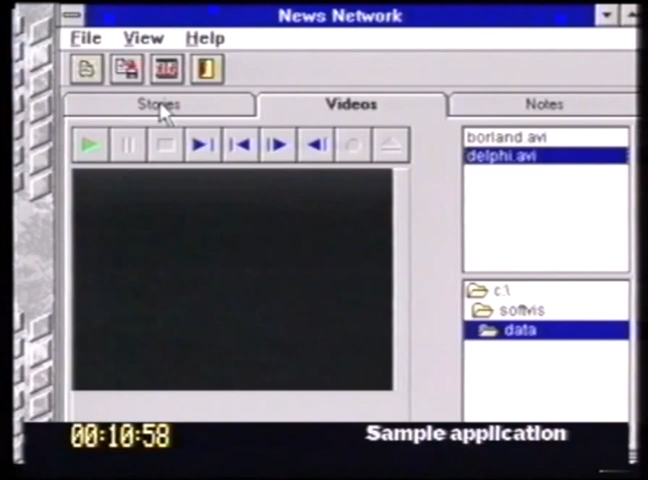 News Network
File View Help
Stories Videos Notes
borland.avi
delphi.avi
c:\
softvis
data
00:10:58 Sample application